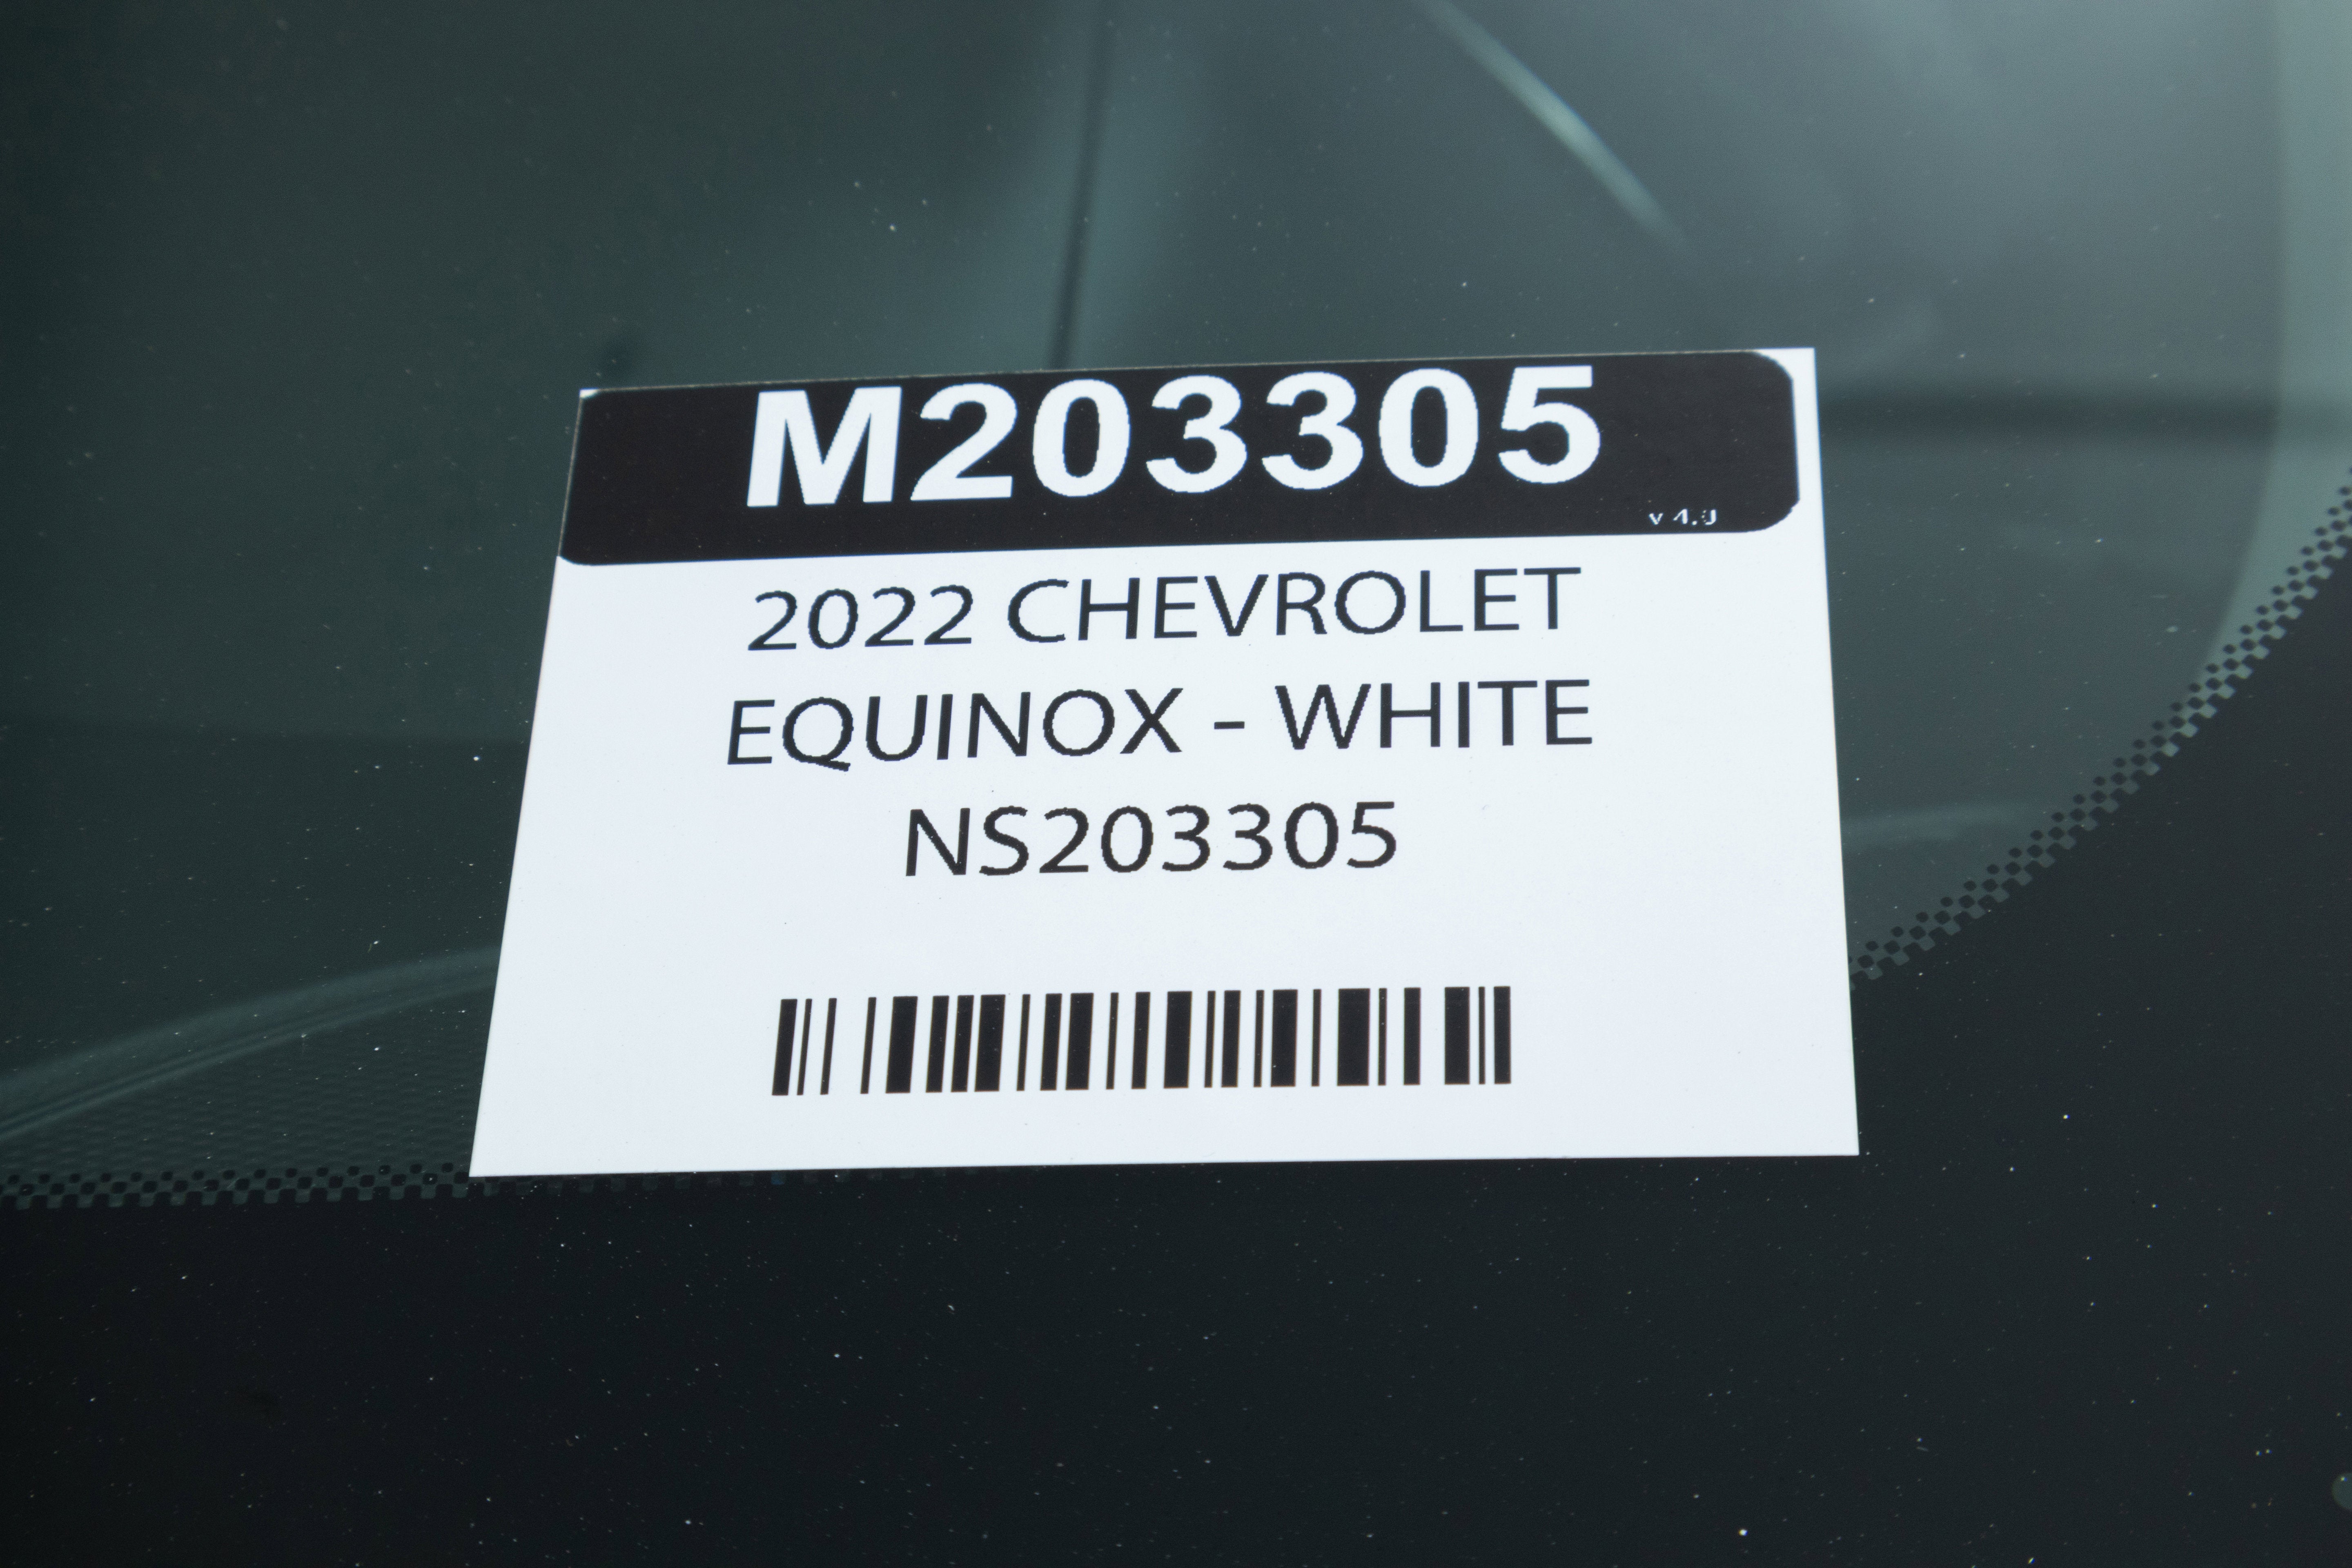 M203305
v 4.0
2022 CHEVROLET
EQUINOX - WHITE
NS203305